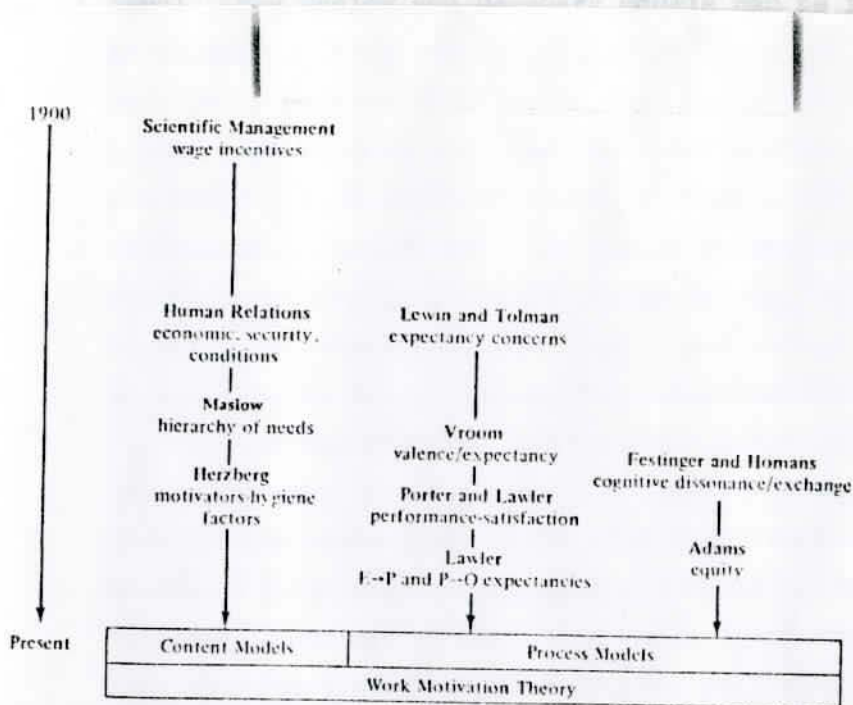 1900
Scientific Management
wage incentives
Human Relations
economic, security,
conditions
Maslow
hierarchy of needs
Herzberg
motivators-hygiene
factors
Lewin and Tolman
expectancy concerns
Vroom
valence/expectancy
Porter and Lawler
performance-satisfaction
Lawler
E→P and P→O expectancies
Festinger and Homans
cognitive dissonance/exchange
Adams
equity
Present
Content Models
Process Models
Work Motivation Theory